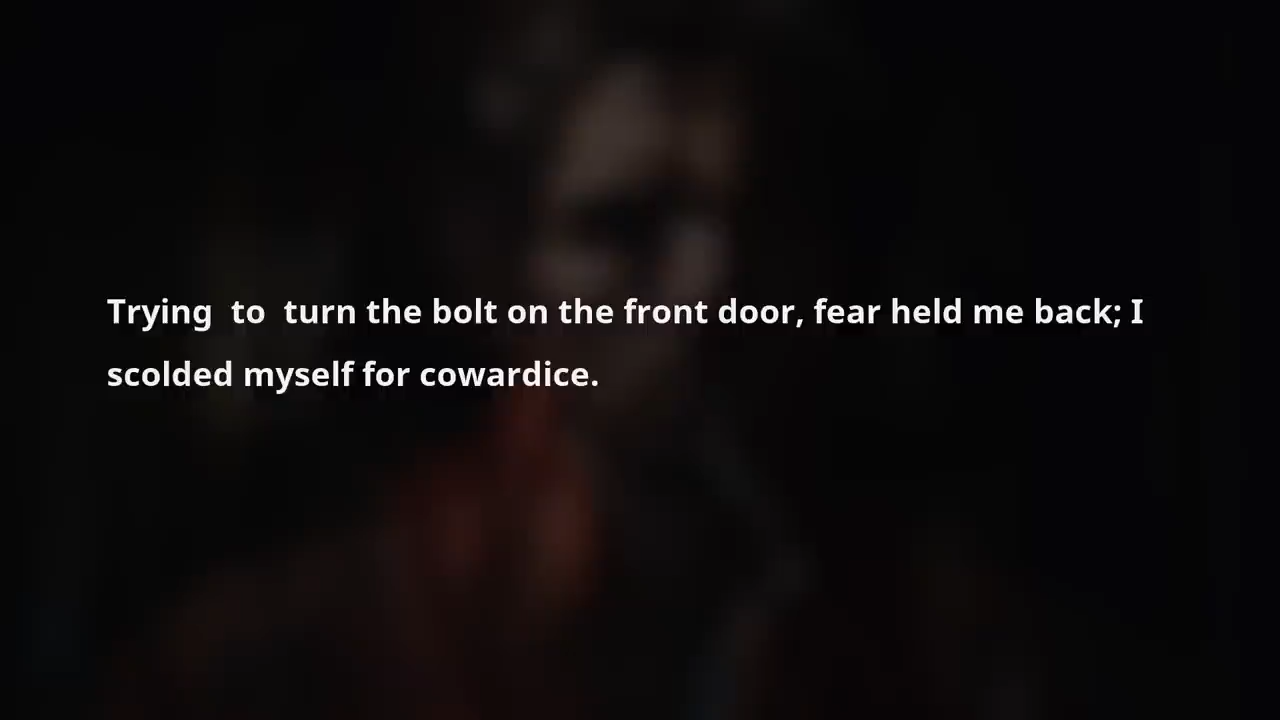 Trying  to  turn the bolt on the front door, fear held me back; I
scolded myself for cowardice.